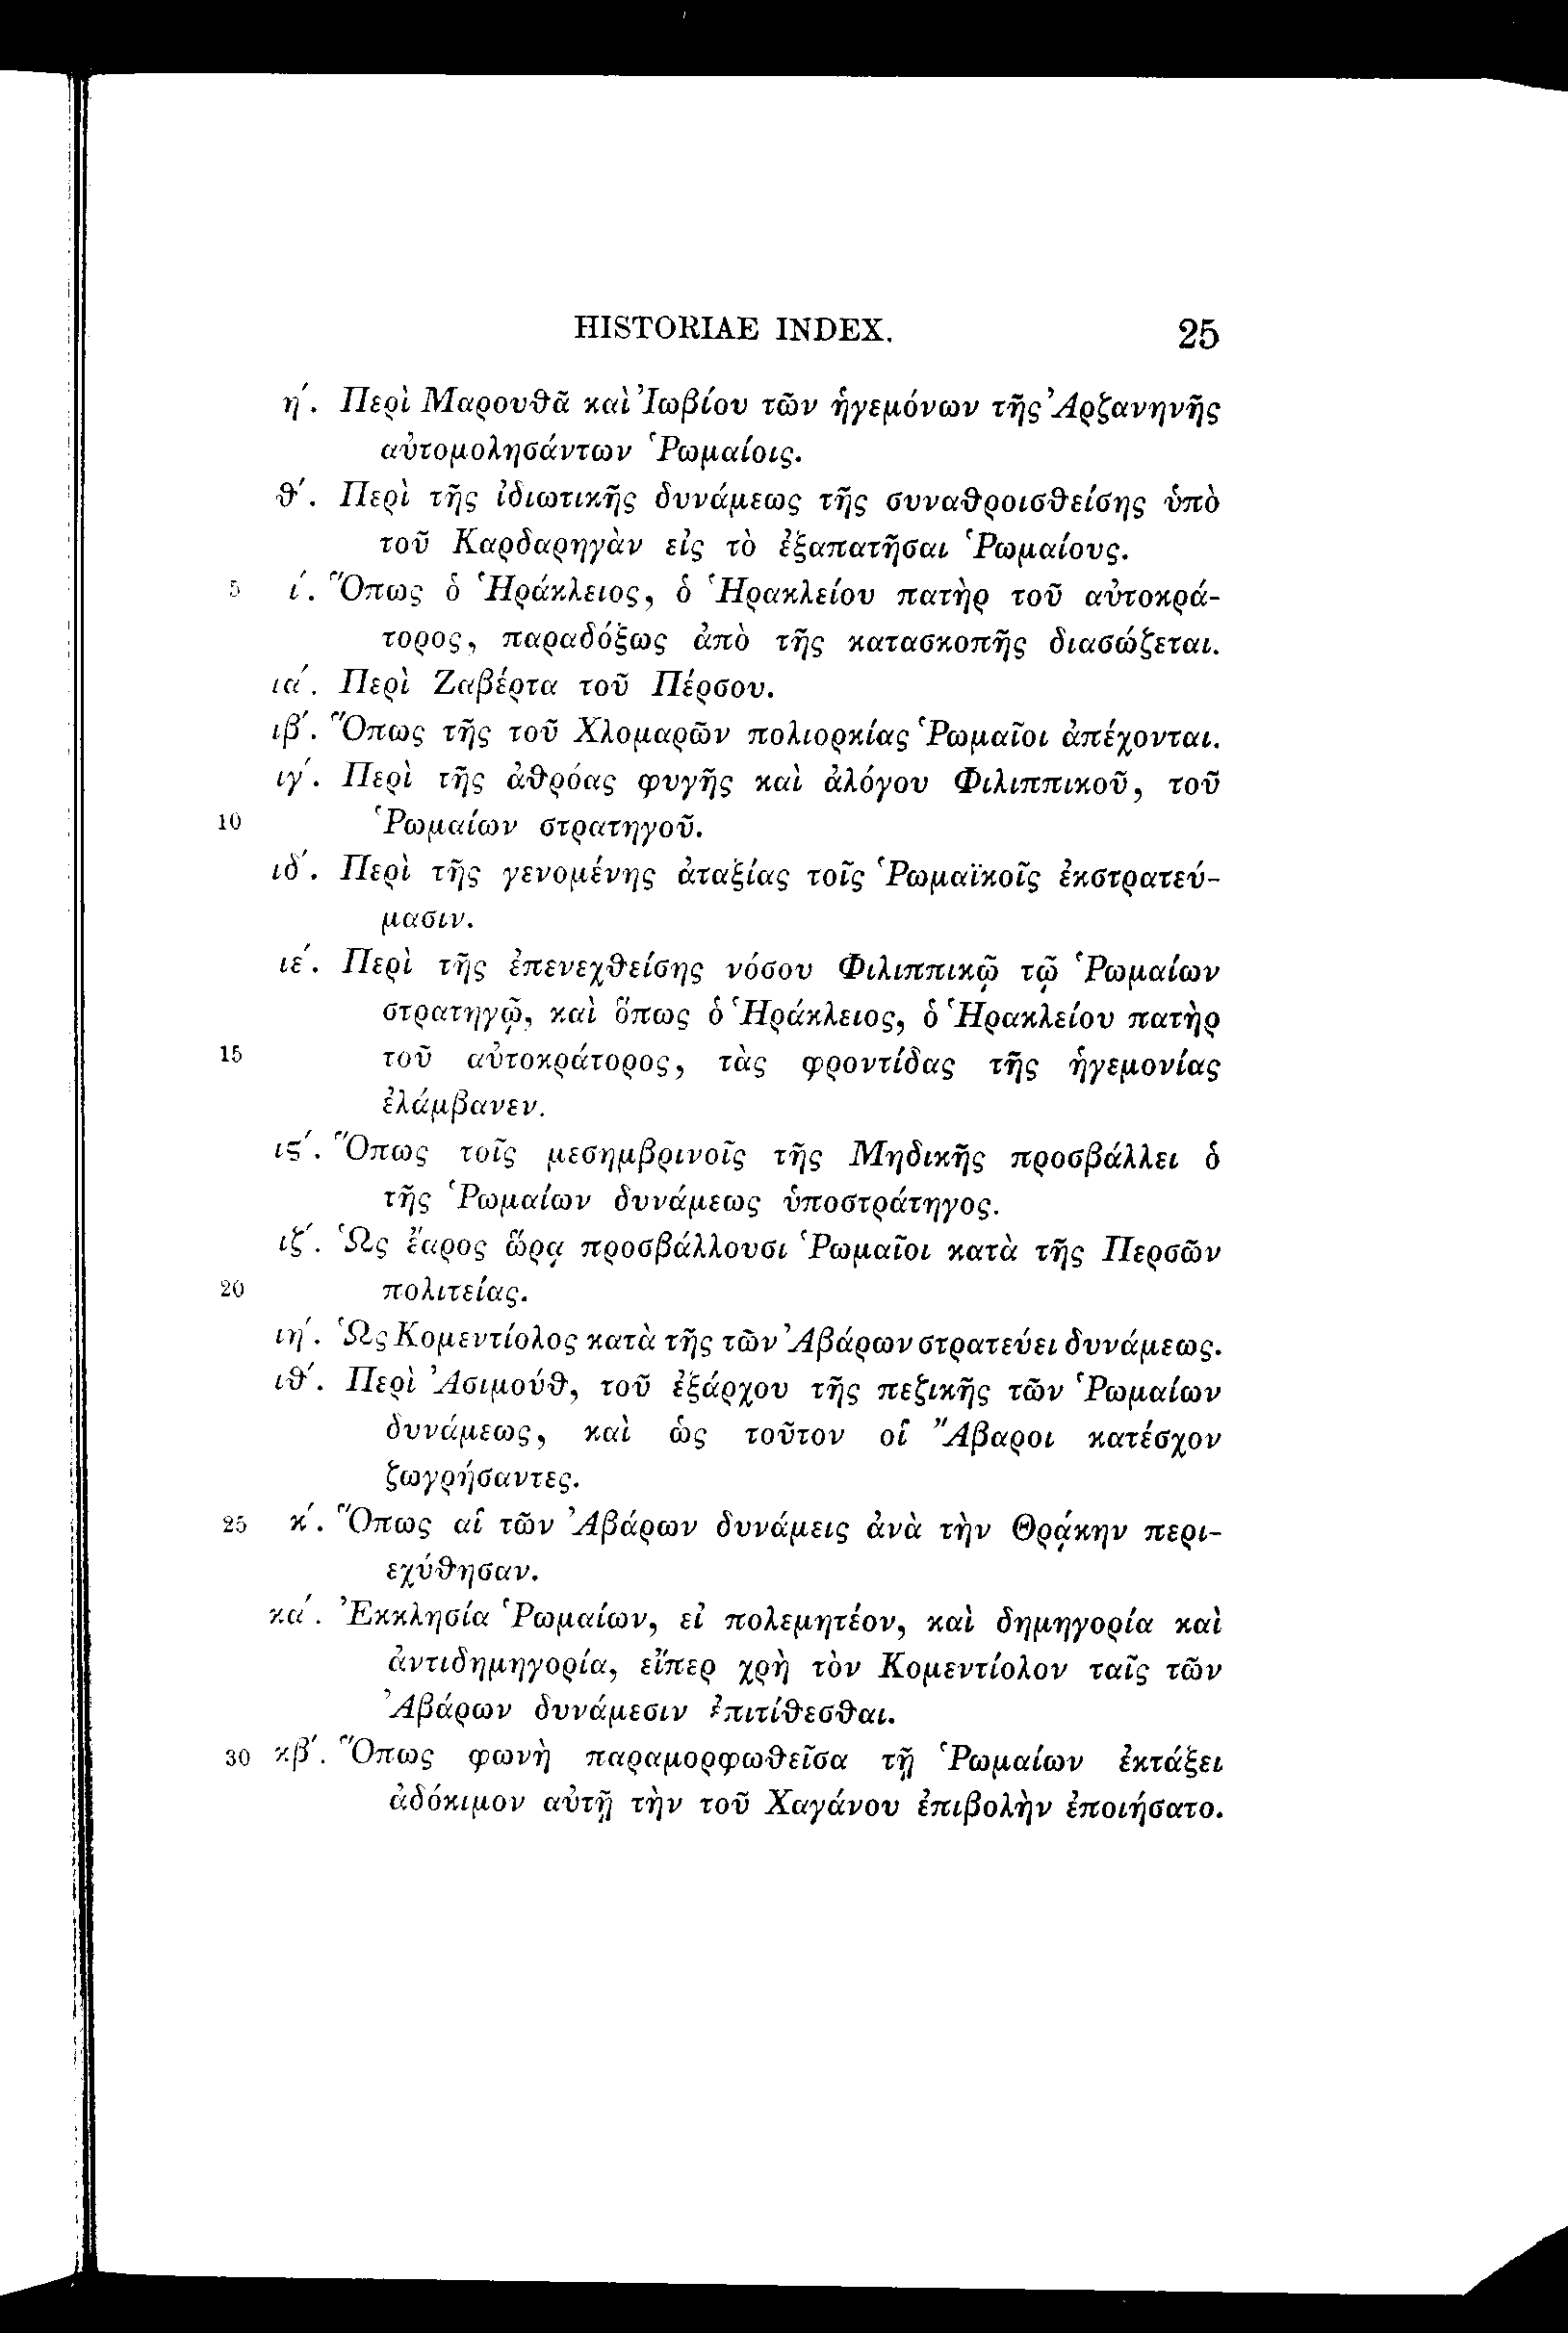 HISTORIAE INDEX. 25
η΄. Περὶ Μαρουθᾶ καὶ Ἰωβίου τῶν ἡγεμόνων τῆς Ἀρζανηνῆς
αὐτομολησάντων Ῥωμαίοις.
θ΄. Περὶ τῆς ἰδιωτικῆς δυνάμεως τῆς συναθροισθείσης ὑπὸ
τοῦ Καρδαρηγὰν εἰς τὸ ἐξαπατῆσαι Ῥωμαίους.
5 ί. Ὅπως ὁ Ἡράκλειος, ὁ Ἡρακλείου πατὴρ τοῦ αὐτοκρά-
τορος, παραδόξως ἀπὸ τῆς κατασκοπῆς διασώζεται.
ια΄. Περὶ Ζαβέρτα τοῦ Πέρσου.
ιβ΄. Ὅπως τῆς τοῦ Χλομαρῶν πολιορκίας Ῥωμαῖοι ἀπέχονται.
ιγ΄. Περὶ τῆς ἀθρόας φυγῆς καὶ ἀλόγου Φιλιππικοῦ, τοῦ
10 Ῥωμαίων στρατηγοῦ.
ιδ΄. Περὶ τῆς γενομένης ἀταξίας τοῖς Ῥωμαϊκοῖς ἐκστρατεύ-
μασιν.
ιε΄. Περὶ τῆς ἐπενεχθείσης νόσου Φιλιππικῷ τῷ Ῥωμαίων
στρατηγῷ, καὶ ὅπως ὁ Ἡράκλειος, ὁ Ἡρακλείου πατὴρ
15 τοῦ αὐτοκράτορος, τὰς φροντίδας τῆς ἡγεμονίας
ἐλάμβανεν.
ιϛ΄. Ὅπως τοῖς μεσημβρινοῖς τῆς Μηδικῆς προσβάλλει ὁ
τῆς Ῥωμαίων δυνάμεως ὑποστράτηγος.
ιζ΄. Ὡς ἔαρος ὥρᾳ προσβάλλουσι Ῥωμαῖοι κατὰ τῆς Περσῶν
20 πολιτείας.
ιη΄. Ὡς Κομεντίολος κατὰ τῆς τῶν Ἀβάρων στρατεύει δυνάμεως.
ιθ΄. Περὶ Ἀσιμούθ, τοῦ ἐξάρχου τῆς πεζικῆς τῶν Ῥωμαίων
δυνάμεως, καὶ ὡς τοῦτον οἱ Ἄβαροι κατέσχον
ζωγρήσαντες.
25 κ΄. Ὅπως αἱ τῶν Ἀβάρων δυνάμεις ἀνὰ τὴν Θρᾴκην περι-
εχύθησαν.
κα΄. Ἐκκλησία Ῥωμαίων, εἰ πολεμητέον, καὶ δημηγορία καὶ
ἀντιδημηγορία, εἴπερ χρὴ τὸν Κομεντίολον ταῖς τῶν
Ἀβάρων δυνάμεσιν ἐπιτίθεσθαι.
30 κβ΄. Ὅπως φωνὴ παραμορφωθεῖσα τῇ Ῥωμαίων ἐκτάξει
ἀδόκιμον αὐτῇ τὴν τοῦ Χαγάνου ἐπιβολὴν ἐποιήσατο.